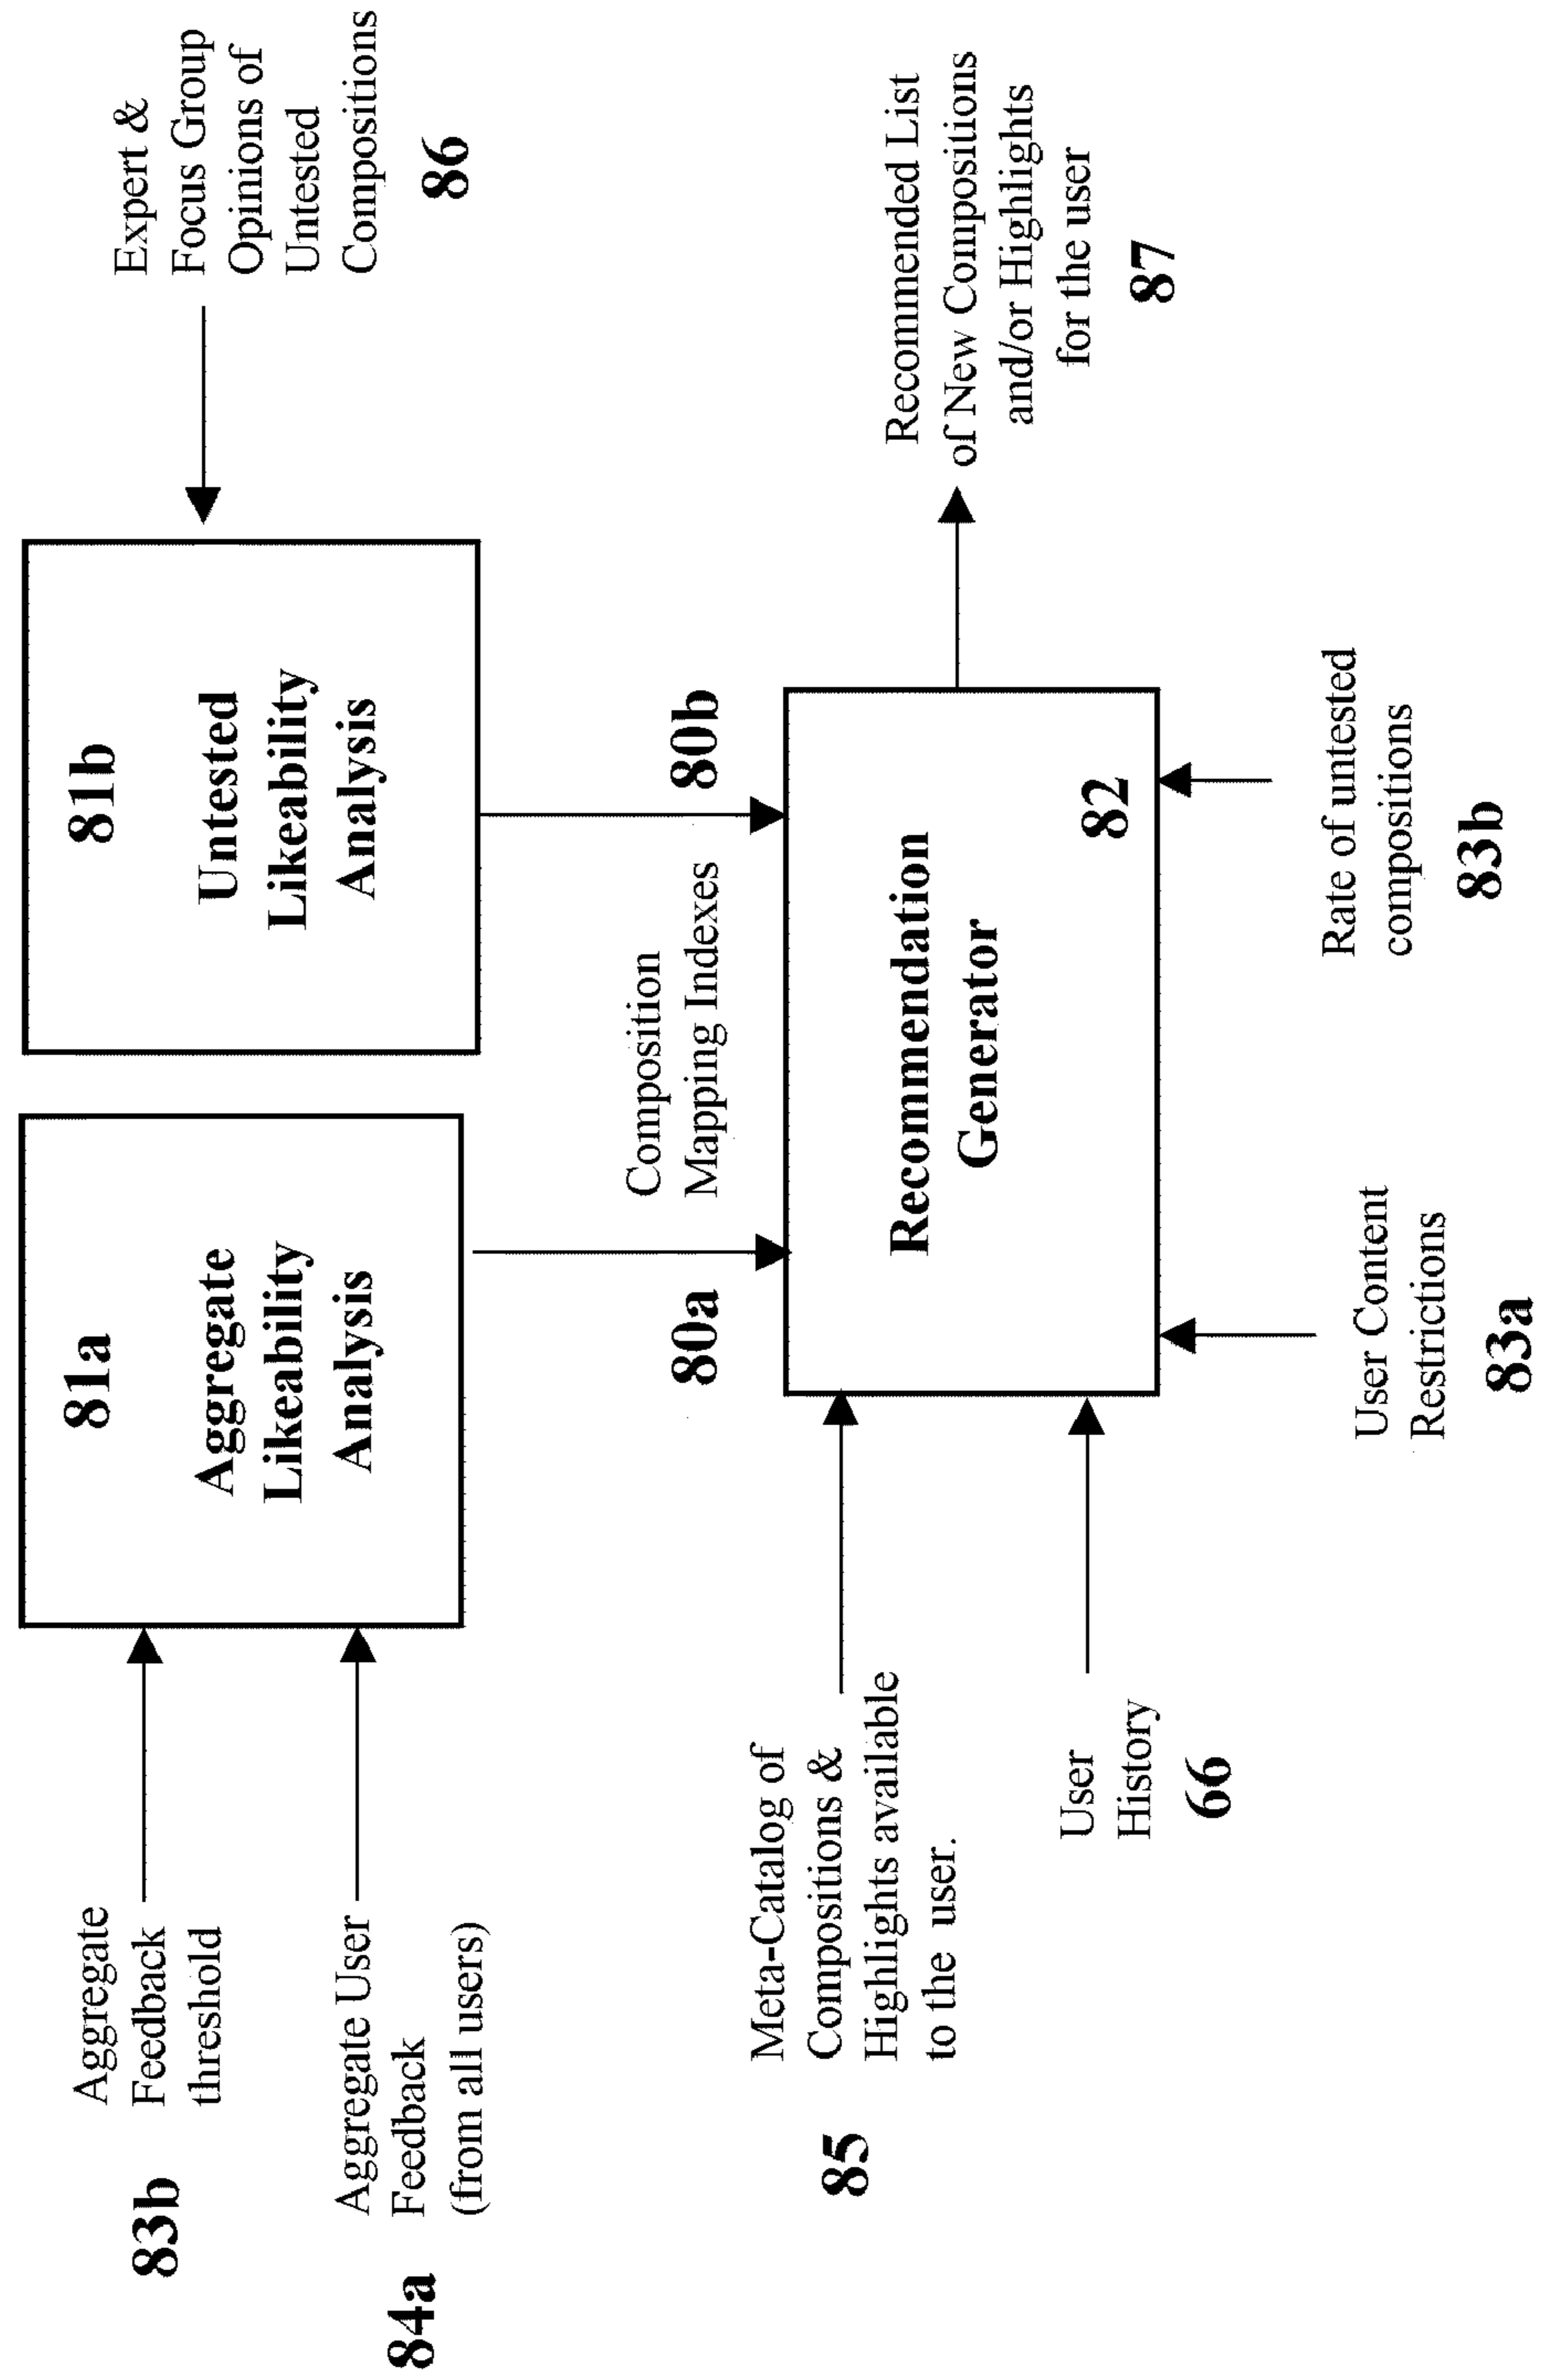 83b
Aggregate
Feedback
threshold
84a
Aggregate User
Feedback
(from all users)
81a
Aggregate
Likeability
Analysis
81b
Untested
Likeability
Analysis
Expert &
Focus Group
Opinions of
Untested
Compositions
86
80a
Composition
Mapping Indexes
80b
85
Meta-Catalog of
Compositions &
Highlights available
to the user.
User
History
66
Recommendation
Generator
82
Recommended List
of New Compositions
and/or Highlights
for the user
87
User Content
Restrictions
83a
Rate of untested
compositions
83b